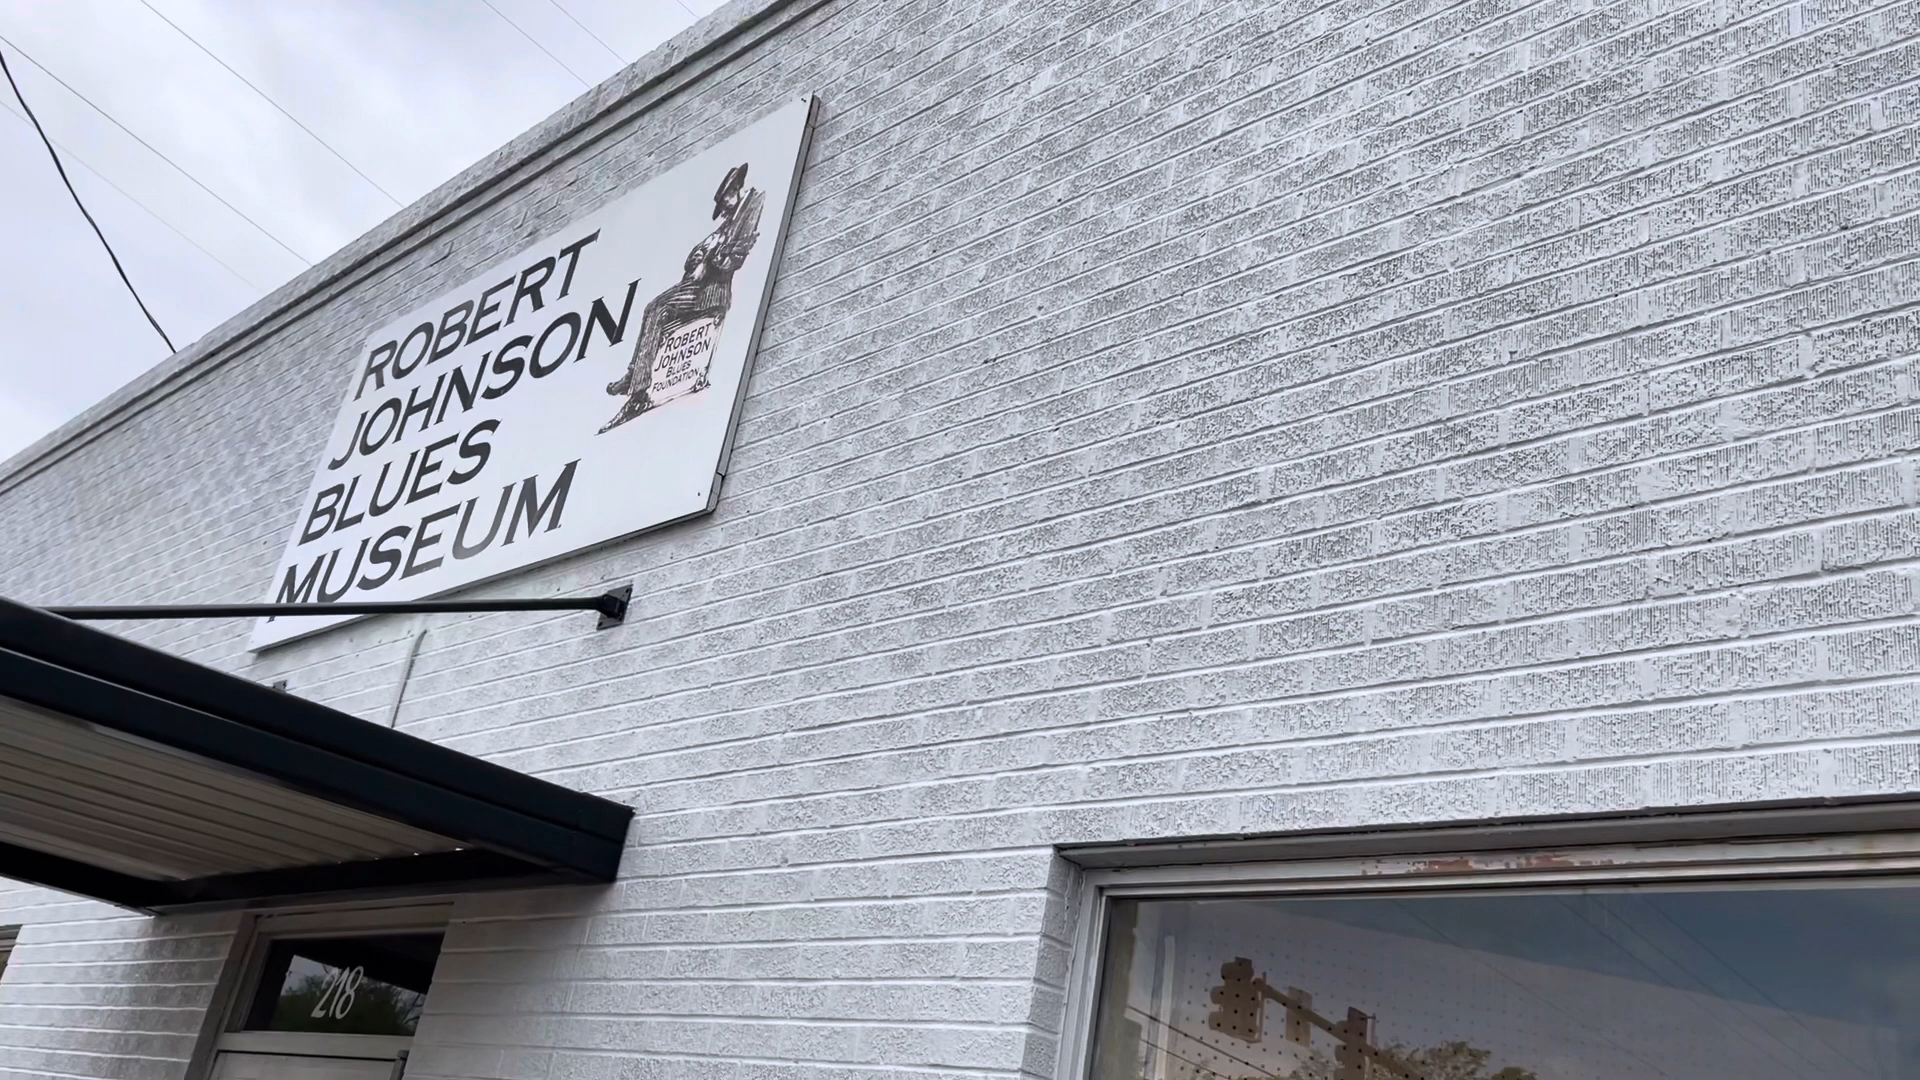 ROBERT
JOHNSON
BLUES
MUSEUM
ROBERT
JOHNSON
BLUES
FOUNDATION
218